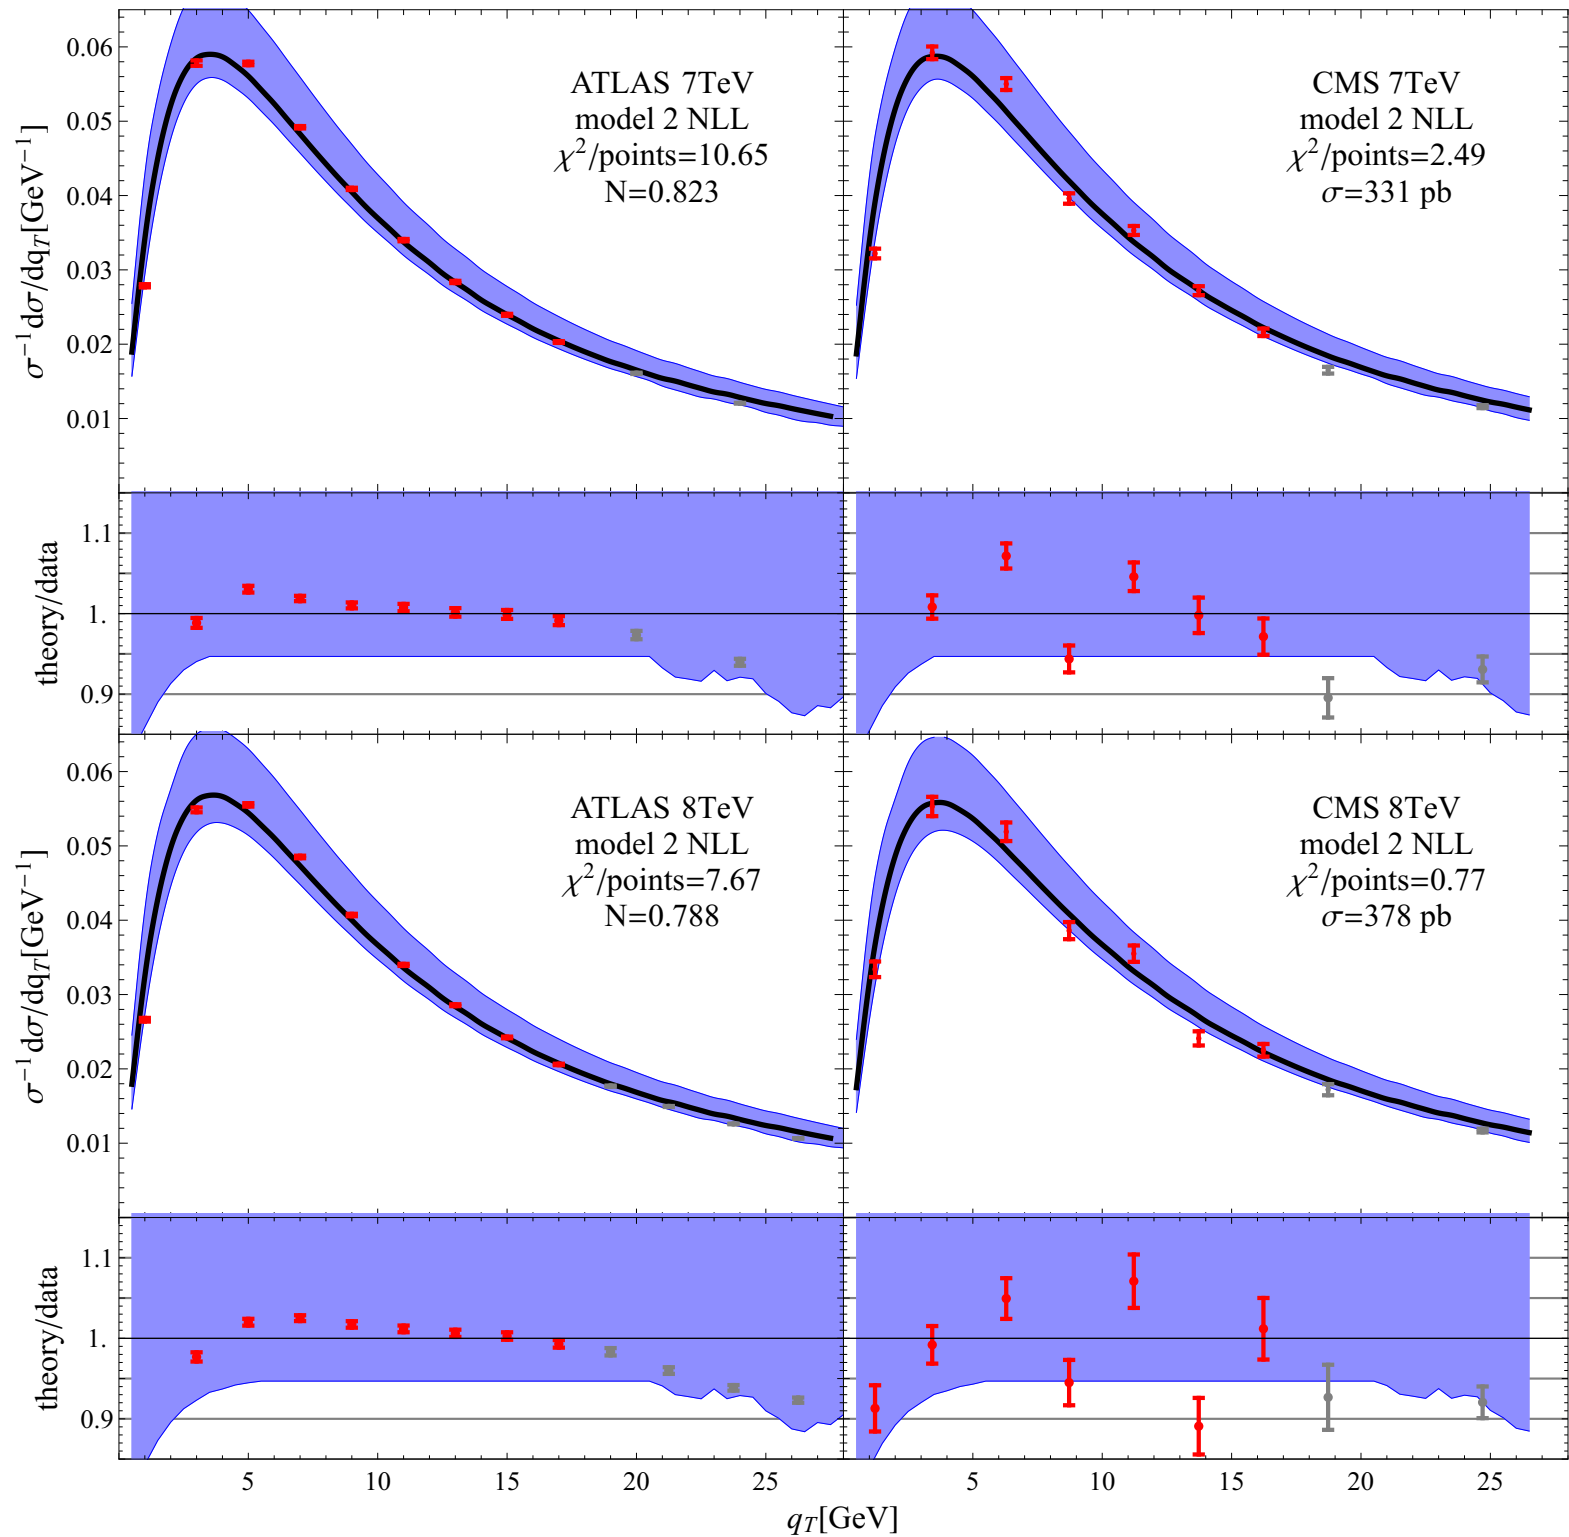 0.06
0.05
0.04
0.03
0.02
0.01
σ⁻¹dσ/dq_T[GeV⁻¹]
ATLAS 7TeV
model 2 NLL
χ²/points=10.65
N=0.823
CMS 7TeV
model 2 NLL
χ²/points=2.49
σ=331 pb
1.1
1.
0.9
theory/data
0.06
0.05
0.04
0.03
0.02
0.01
σ⁻¹dσ/dq_T[GeV⁻¹]
ATLAS 8TeV
model 2 NLL
χ²/points=7.67
N=0.788
CMS 8TeV
model 2 NLL
χ²/points=0.77
σ=378 pb
1.1
1.
0.9
theory/data
5 10 15 20 25 5 10 15 20 25
q_T[GeV]